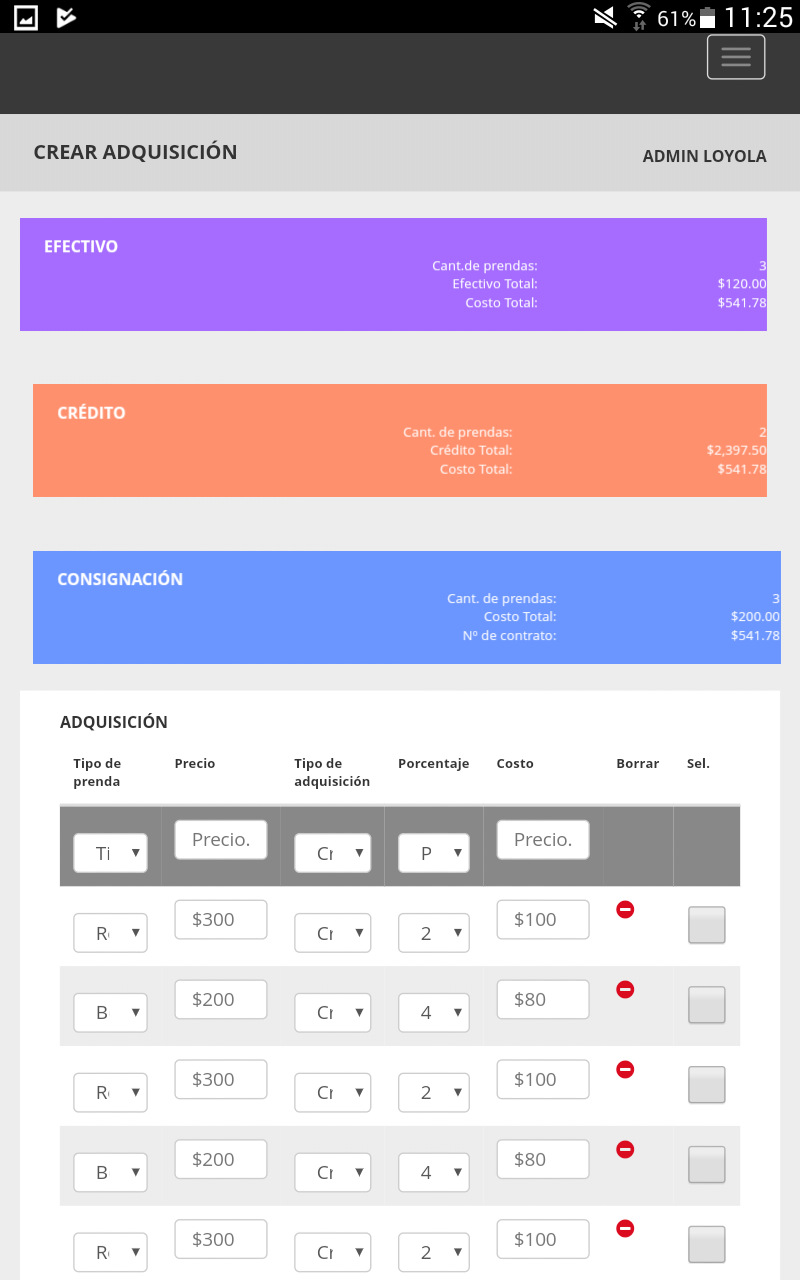 61% 11:25
CREAR ADQUISICIÓN ADMIN LOYOLA
EFECTIVO
Cant.de prendas: 3
Efectivo Total: $120.00
Costo Total: $541.78
CRÉDITO
Cant. de prendas: 2
Crédito Total: $2,397.50
Costo Total: $541.78
CONSIGNACIÓN
Cant. de prendas: 3
Costo Total: $200.00
Nº de contrato: $541.78
ADQUISICIÓN
Tipo de prenda Precio Tipo de adquisición Porcentaje Costo Borrar Sel.
Ti Precio. Cr P Precio.
R $300 Cr 2 $100
B $200 Cr 4 $80
R $300 Cr 2 $100
B $200 Cr 4 $80
R $300 Cr 2 $100